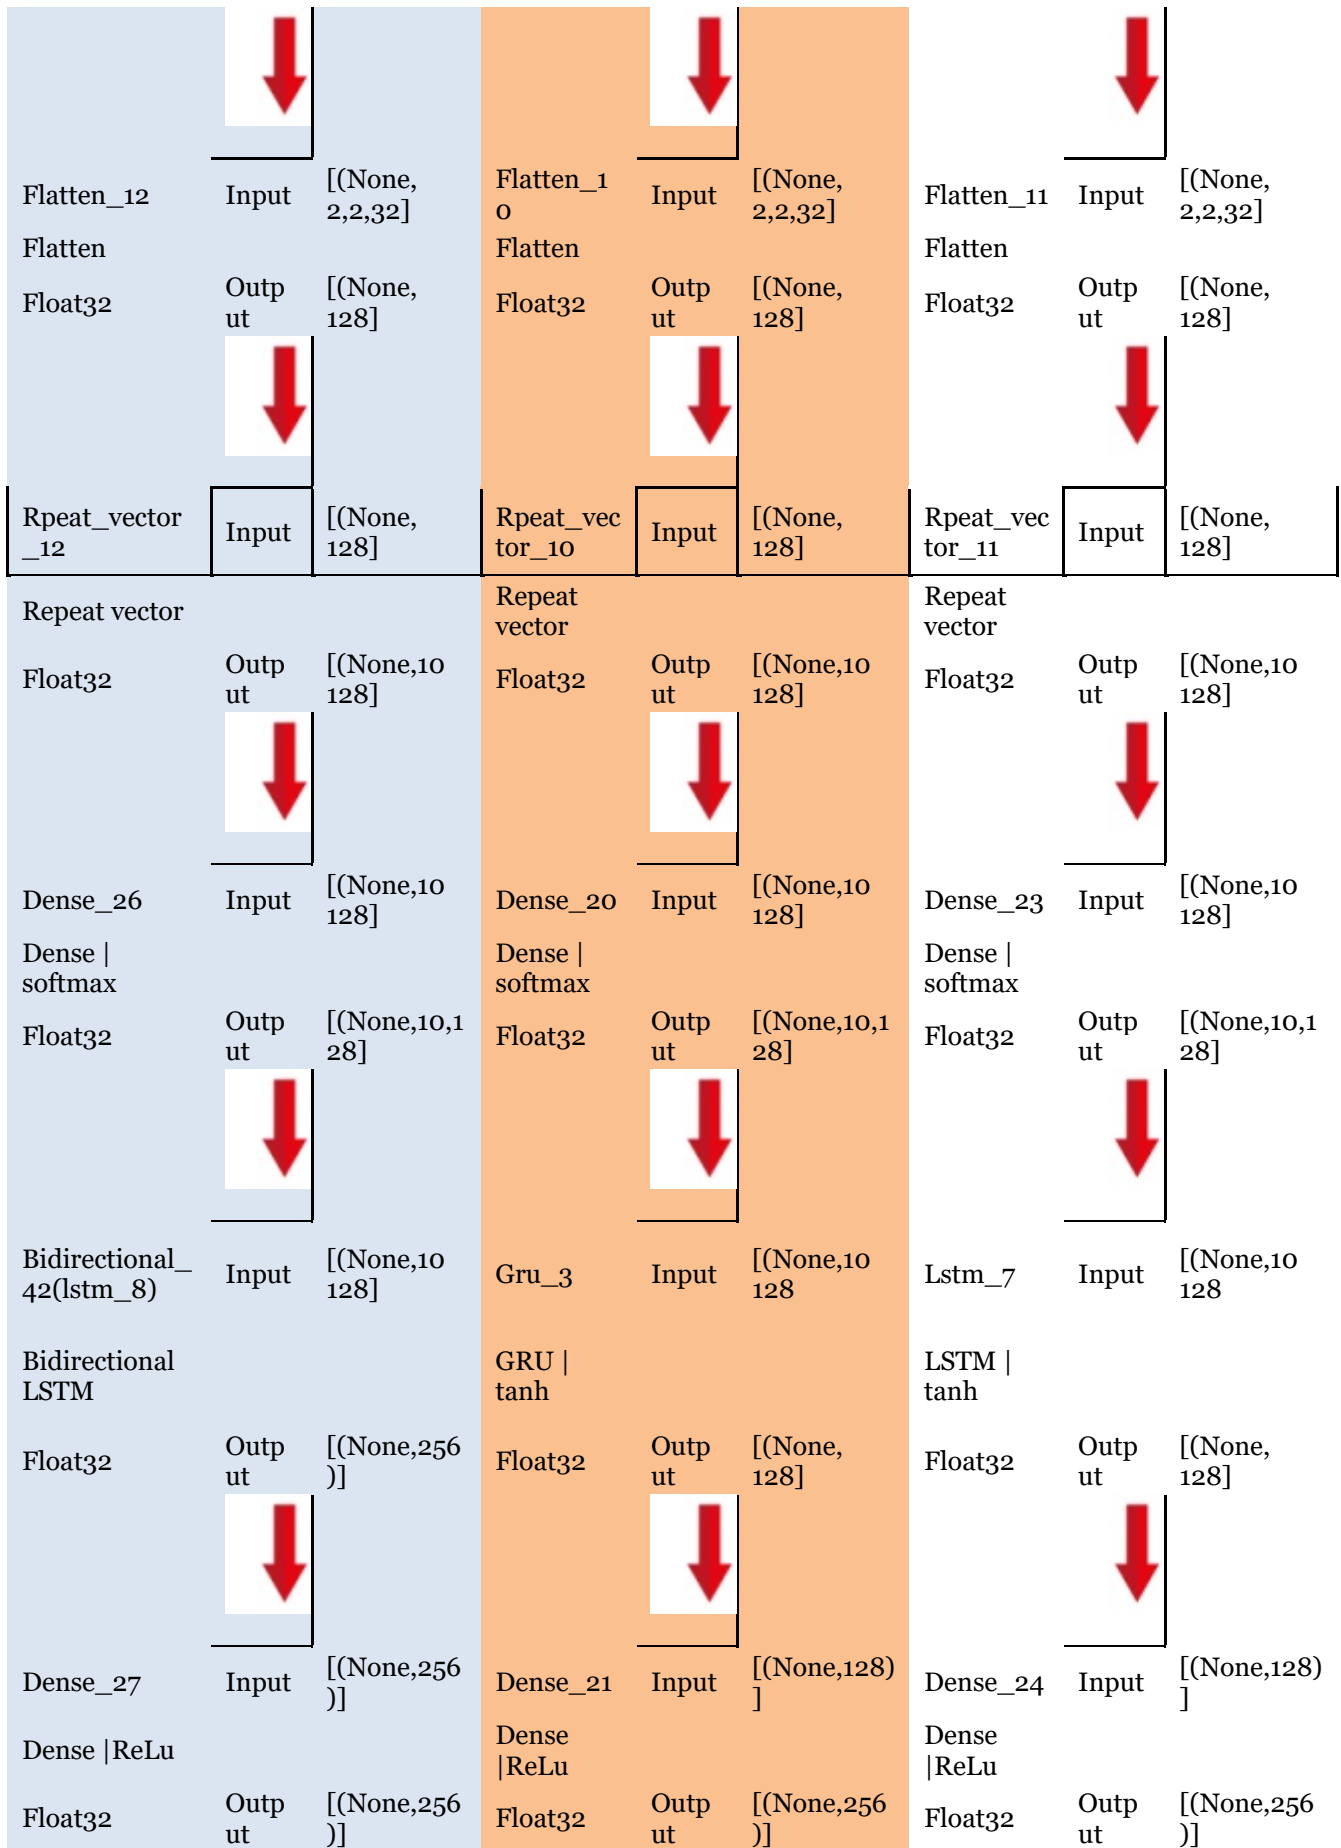 Flatten_12 Input [(None, Flatten_1 Input [(None, Flatten_11 Input [(None,
2,2,32] 0 2,2,32] 2,2,32]
Flatten Flatten Flatten
Float32 Outp [(None, Float32 Outp [(None, Float32 Outp [(None,
ut 128] ut 128] ut 128]
Rpeat_vector Input [(None, Rpeat_vec Input [(None, Rpeat_vec Input [(None,
_12 128] tor_10 128] tor_11 128]
Repeat vector Repeat Repeat
vector vector
Float32 Outp [(None,10 Float32 Outp [(None,10 Float32 Outp [(None,10
ut 128] ut 128] ut 128]
Dense_26 Input [(None,10 Dense_20 Input [(None,10 Dense_23 Input [(None,10
128] 128] 128]
Dense | Dense | Dense |
softmax softmax softmax
Float32 Outp [(None,10,1 Float32 Outp [(None,10,1 Float32 Outp [(None,10,1
ut 28] ut 28] ut 28]
Bidirectional_ Input [(None,10 Gru_3 Input [(None,10 Lstm_7 Input [(None,10
42(lstm_8) 128] 128 128
Bidirectional GRU | LSTM |
LSTM tanh tanh
Float32 Outp [(None,256 Float32 Outp [(None, Float32 Outp [(None,
ut )] ut 128] ut 128]
Dense_27 Input [(None,256 Dense_21 Input [(None,128) Dense_24 Input [(None,128)
)] ] ]
Dense |ReLu Dense Dense
|ReLu |ReLu
Float32 Outp [(None,256 Float32 Outp [(None,256 Float32 Outp [(None,256
ut )] ut )] ut )]